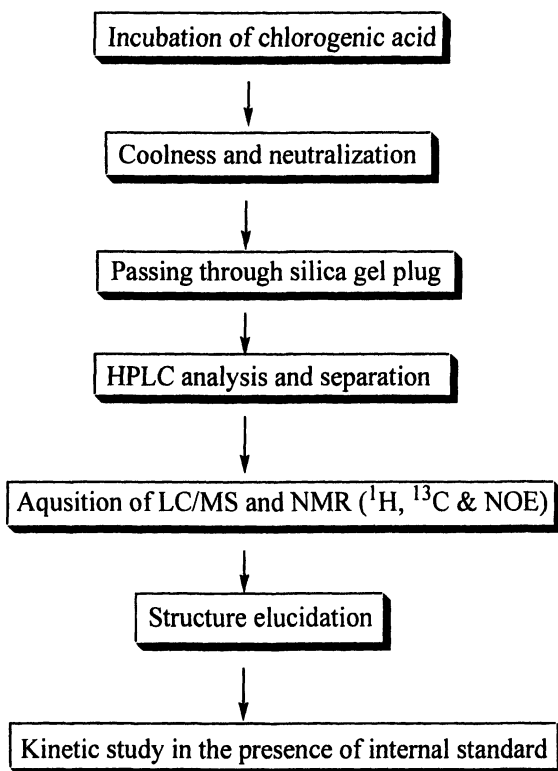 Incubation of chlorogenic acid
Coolness and neutralization
Passing through silica gel plug
HPLC analysis and separation
Aqusition of LC/MS and NMR (¹H, ¹³C & NOE)
Structure elucidation
Kinetic study in the presence of internal standard